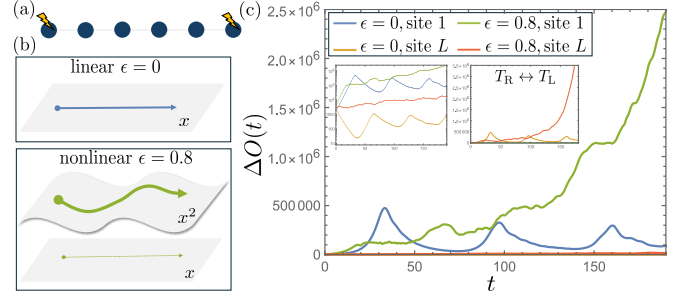 (a)
(b)
linear ϵ = 0
x
nonlinear ϵ = 0.8
x²
x
(c)
ϵ = 0, site 1
ϵ = 0.8, site 1
ϵ = 0, site L
ϵ = 0.8, site L
T_R ↔ T_L
ΔO(t)
2.5×10⁶
2.0×10⁶
1.5×10⁶
1.0×10⁶
500 000
0
0
50
100
150
t